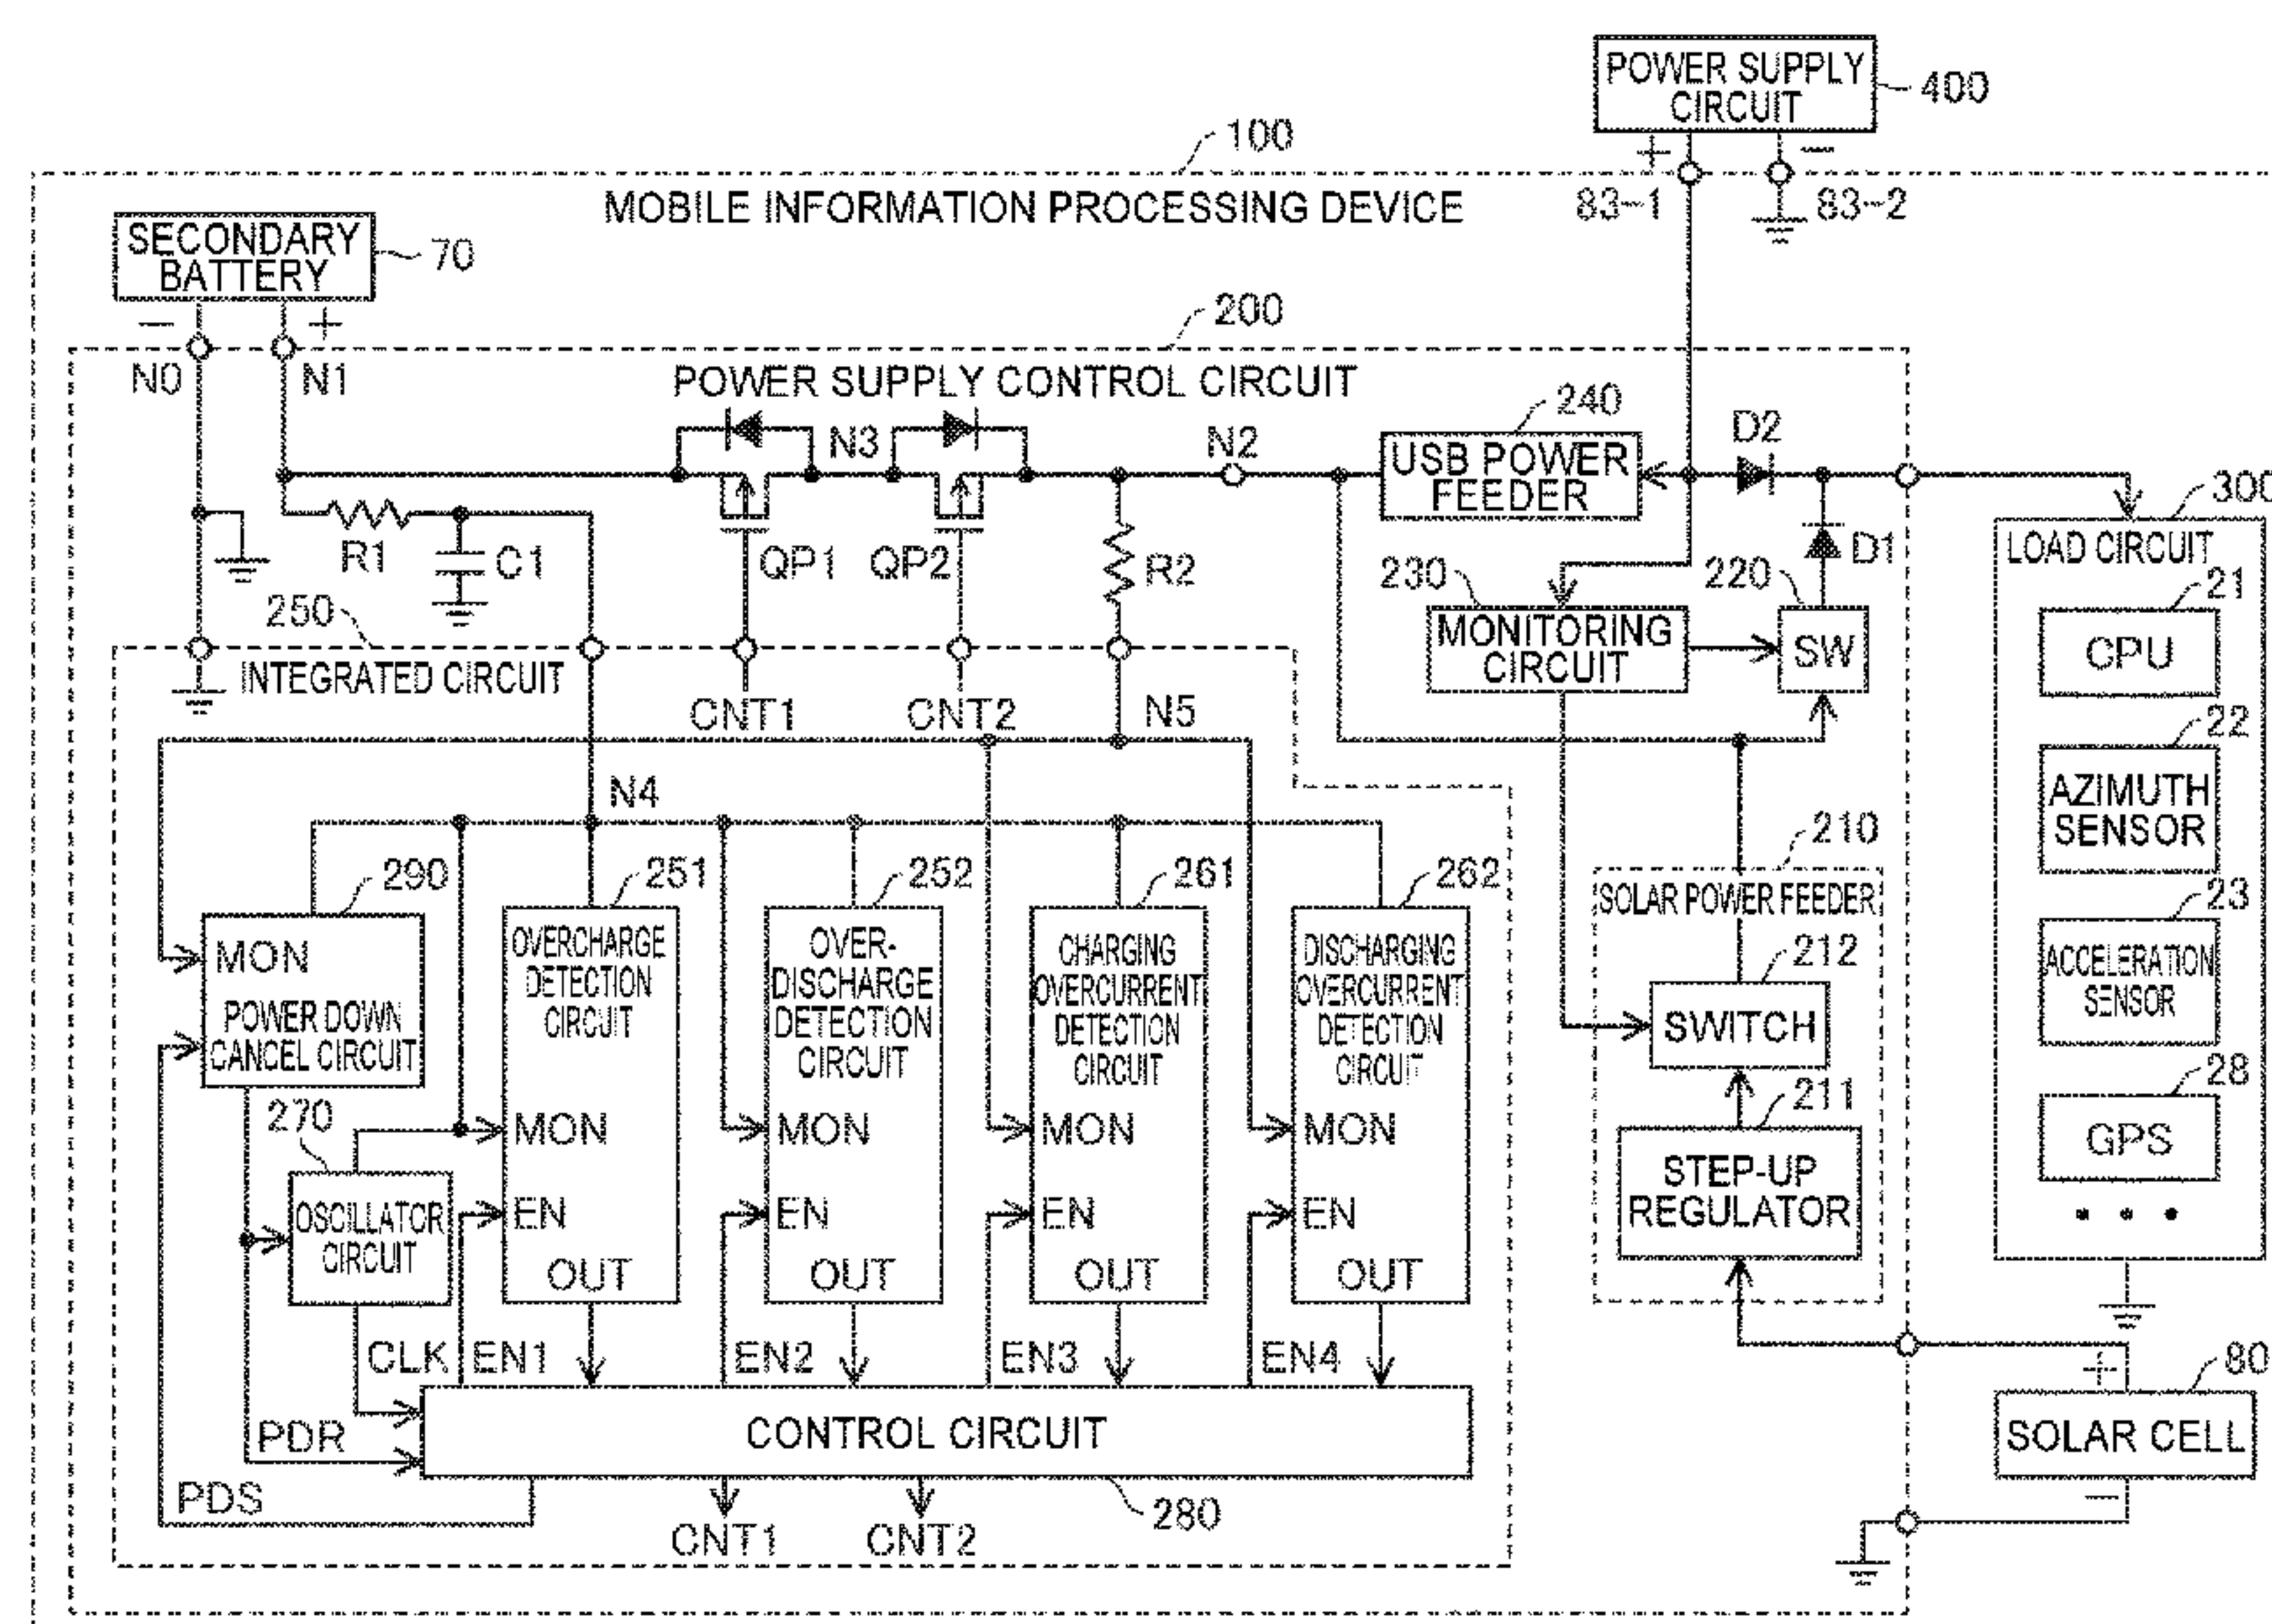 POWER SUPPLY
CIRCUIT
400
100
+
−
MOBILE INFORMATION PROCESSING DEVICE
83-1
83-2
SECONDARY
BATTERY
70
−
+
200
N0
N1
POWER SUPPLY CONTROL CIRCUIT
240
D2
N3
N2
USB POWER
FEEDER
300
R1
C1
QP1
QP2
R2
230
220
D1
LOAD CIRCUIT
21
CPU
250
INTEGRATED CIRCUIT
MONITORING
CIRCUIT
SW
CNT1
CNT2
N5
22
AZIMUTH
SENSOR
N4
210
SOLAR POWER FEEDER
290
251
252
261
262
23
ACCELERATION
SENSOR
MON
POWER DOWN
CANCEL CIRCUIT
OVERCHARGE
DETECTION
CIRCUIT
OVER-
DISCHARGE
DETECTION
CIRCUIT
CHARGING
OVERCURRENT
DETECTION
CIRCUIT
DISCHARGING
OVERCURRENT
DETECTION
CIRCUIT
212
SWITCH
28
GPS
• • •
270
MON
MON
MON
MON
211
STEP-UP
REGULATOR
OSCILLATOR
CIRCUIT
EN
EN
EN
EN
OUT
OUT
OUT
OUT
CLK
EN1
EN2
EN3
EN4
+
80
SOLAR CELL
−
PDR
CONTROL CIRCUIT
PDS
280
CNT1
CNT2